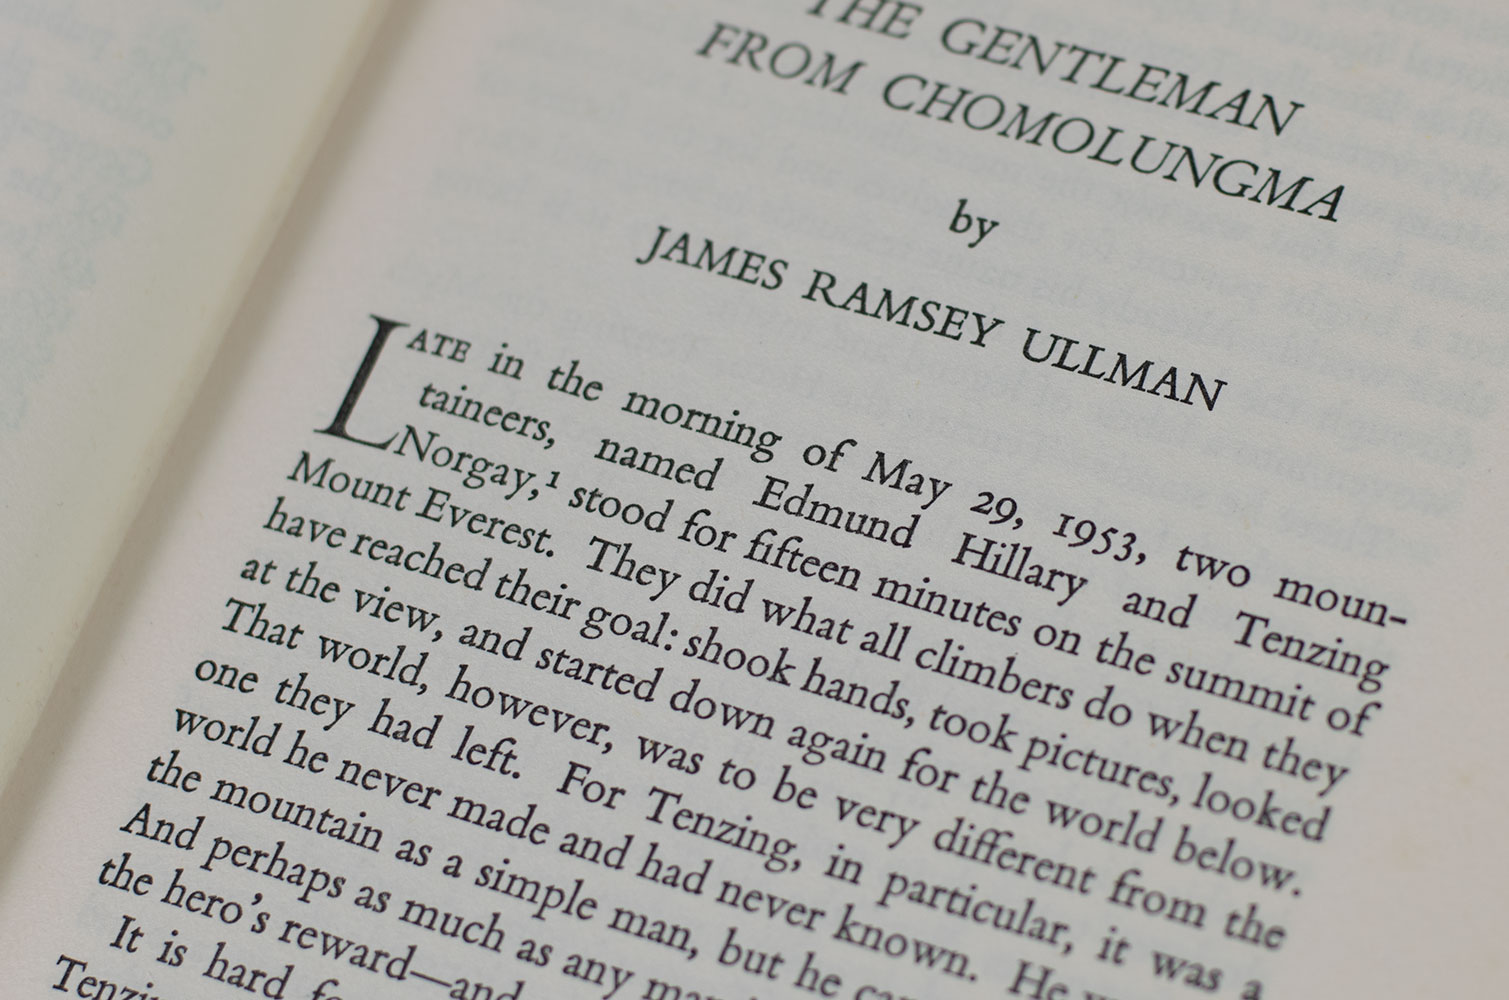 THE GENTLEMAN
FROM CHOMOLUNGMA
by
JAMES RAMSEY ULLMAN
LATE in the morning of May 29, 1953, two moun-
taineers, named Edmund Hillary and Tenzing
Norgay,¹ stood for fifteen minutes on the summit of
Mount Everest. They did what all climbers do when they
have reached their goal: shook hands, took pictures, looked
at the view, and started down again for the world below.
That world, however, was to be very different from the
one they had left. For Tenzing, in particular, it was a
world he never made and had never known. He
the mountain as a simple man, but he
And perhaps as much as any
the hero's reward—and
It is hard